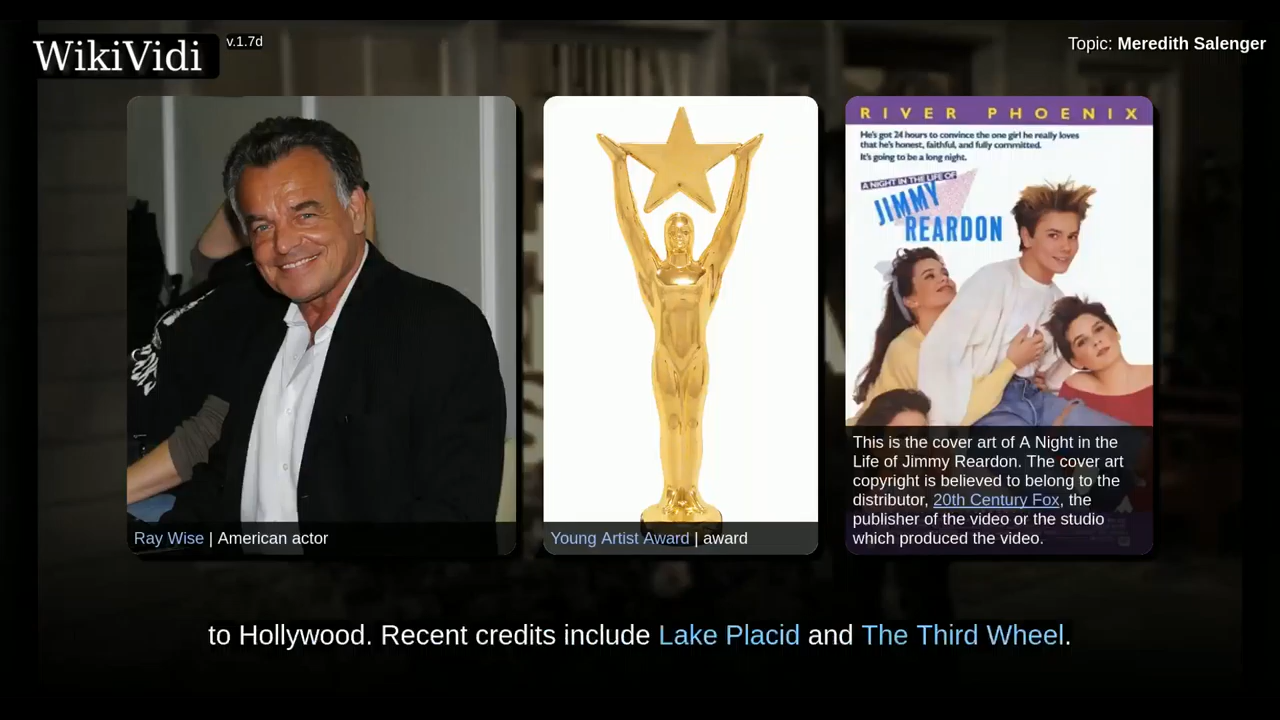 WikiVidi
v.1.7d
Topic: Meredith Salenger
Ray Wise | American actor
Young Artist Award | award
RIVER PHOENIX
He's got 24 hours to convince the one girl he really loves
that he's honest, faithful, and fully committed.
It's going to be a long night.
A NIGHT IN THE LIFE OF
JIMMY
REARDON
This is the cover art of A Night in the
Life of Jimmy Reardon. The cover art
copyright is believed to belong to the
distributor, 20th Century Fox, the
publisher of the video or the studio
which produced the video.
to Hollywood. Recent credits include Lake Placid and The Third Wheel.